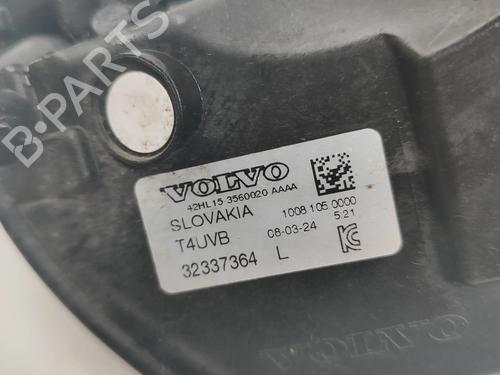 B-PARTS
VOLVO
42HL15 3560020 AAAA
SLOVAKIA 1008.105.0000
T4UVB 08-03-24 5:21
32337364 L
VOLVO